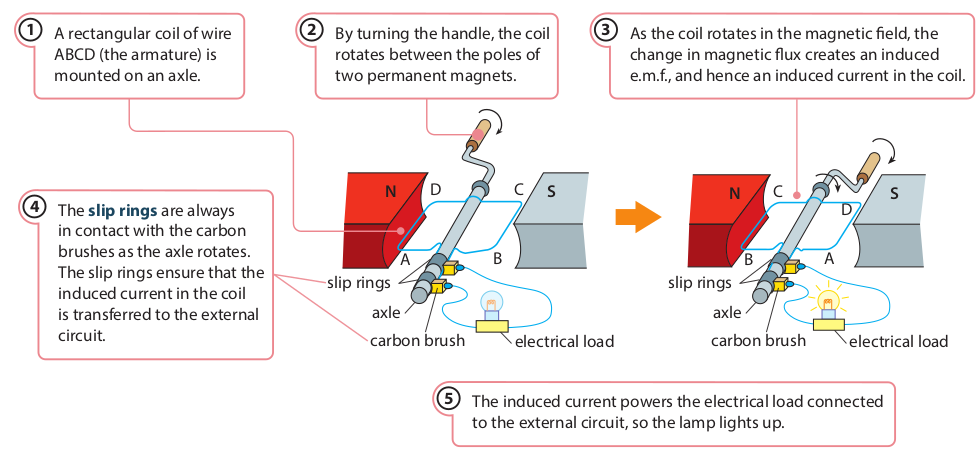 1 A rectangular coil of wire
ABCD (the armature) is
mounted on an axle.
2 By turning the handle, the coil
rotates between the poles of
two permanent magnets.
3 As the coil rotates in the magnetic field, the
change in magnetic flux creates an induced
e.m.f., and hence an induced current in the coil.
4 The slip rings are always
in contact with the carbon
brushes as the axle rotates.
The slip rings ensure that the
induced current in the coil
is transferred to the external
circuit.
N D C S
A B
slip rings
axle
carbon brush electrical load
N C D S
B A
slip rings
axle
carbon brush electrical load
5 The induced current powers the electrical load connected
to the external circuit, so the lamp lights up.